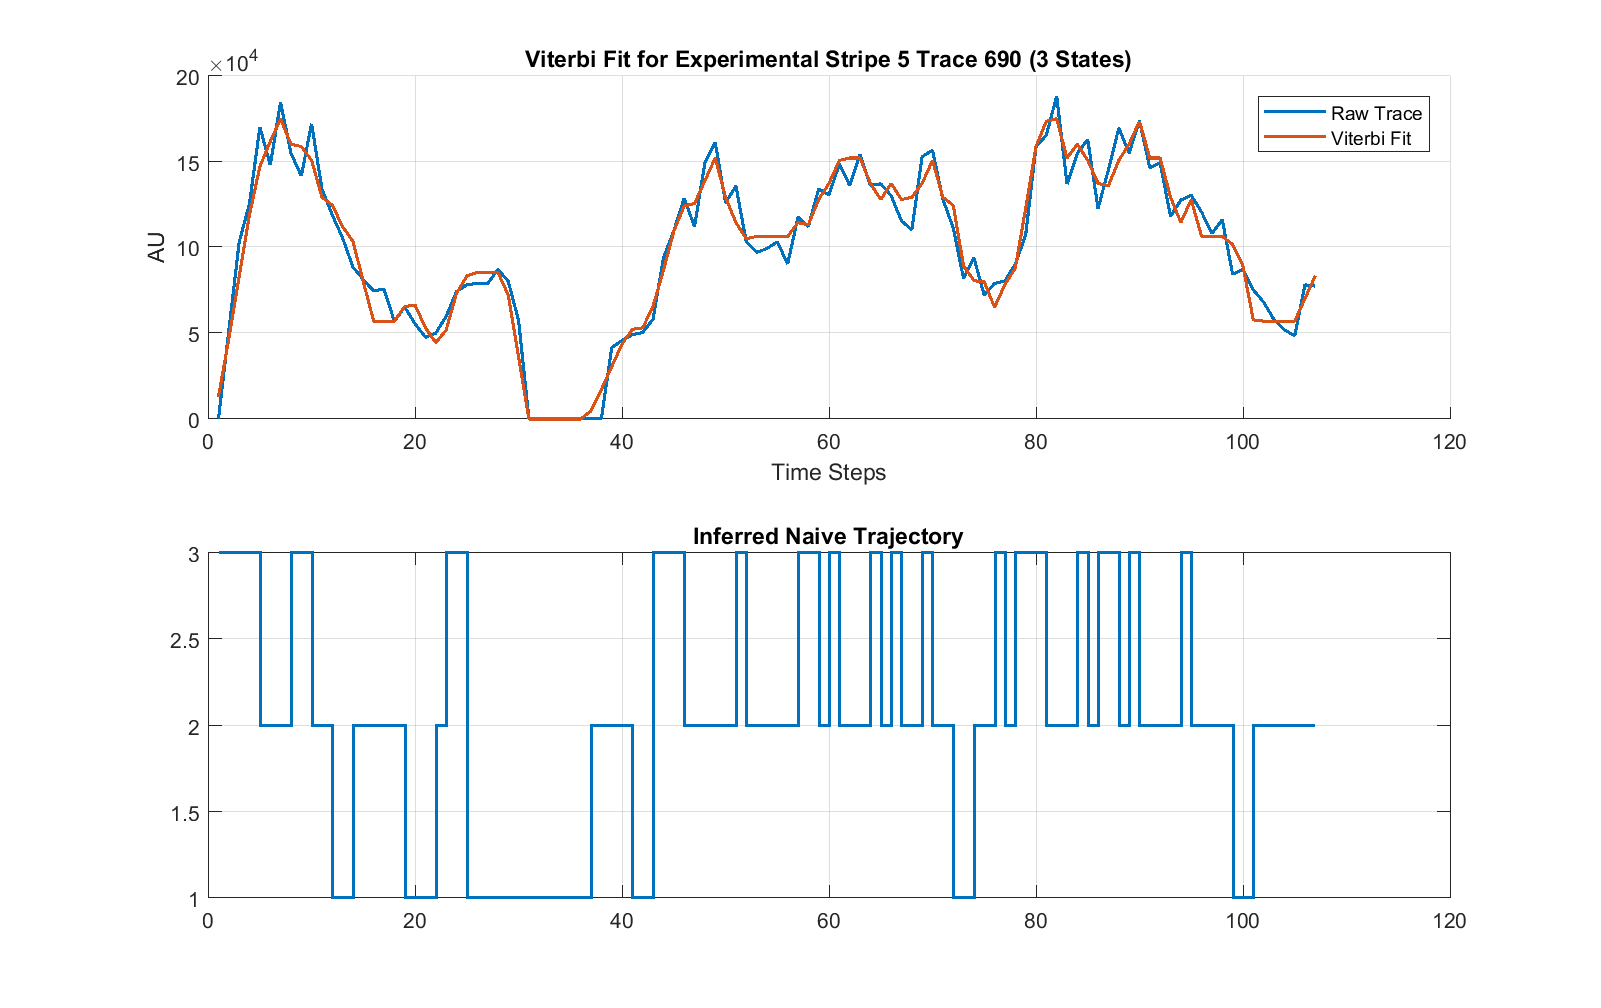 Viterbi Fit for Experimental Stripe 5 Trace 690 (3 States)
×10⁴
20
15
10
5
0
AU
Raw Trace
Viterbi Fit
0 20 40 60 80 100 120
Time Steps
Inferred Naive Trajectory
3
2.5
2
1.5
1
0 20 40 60 80 100 120